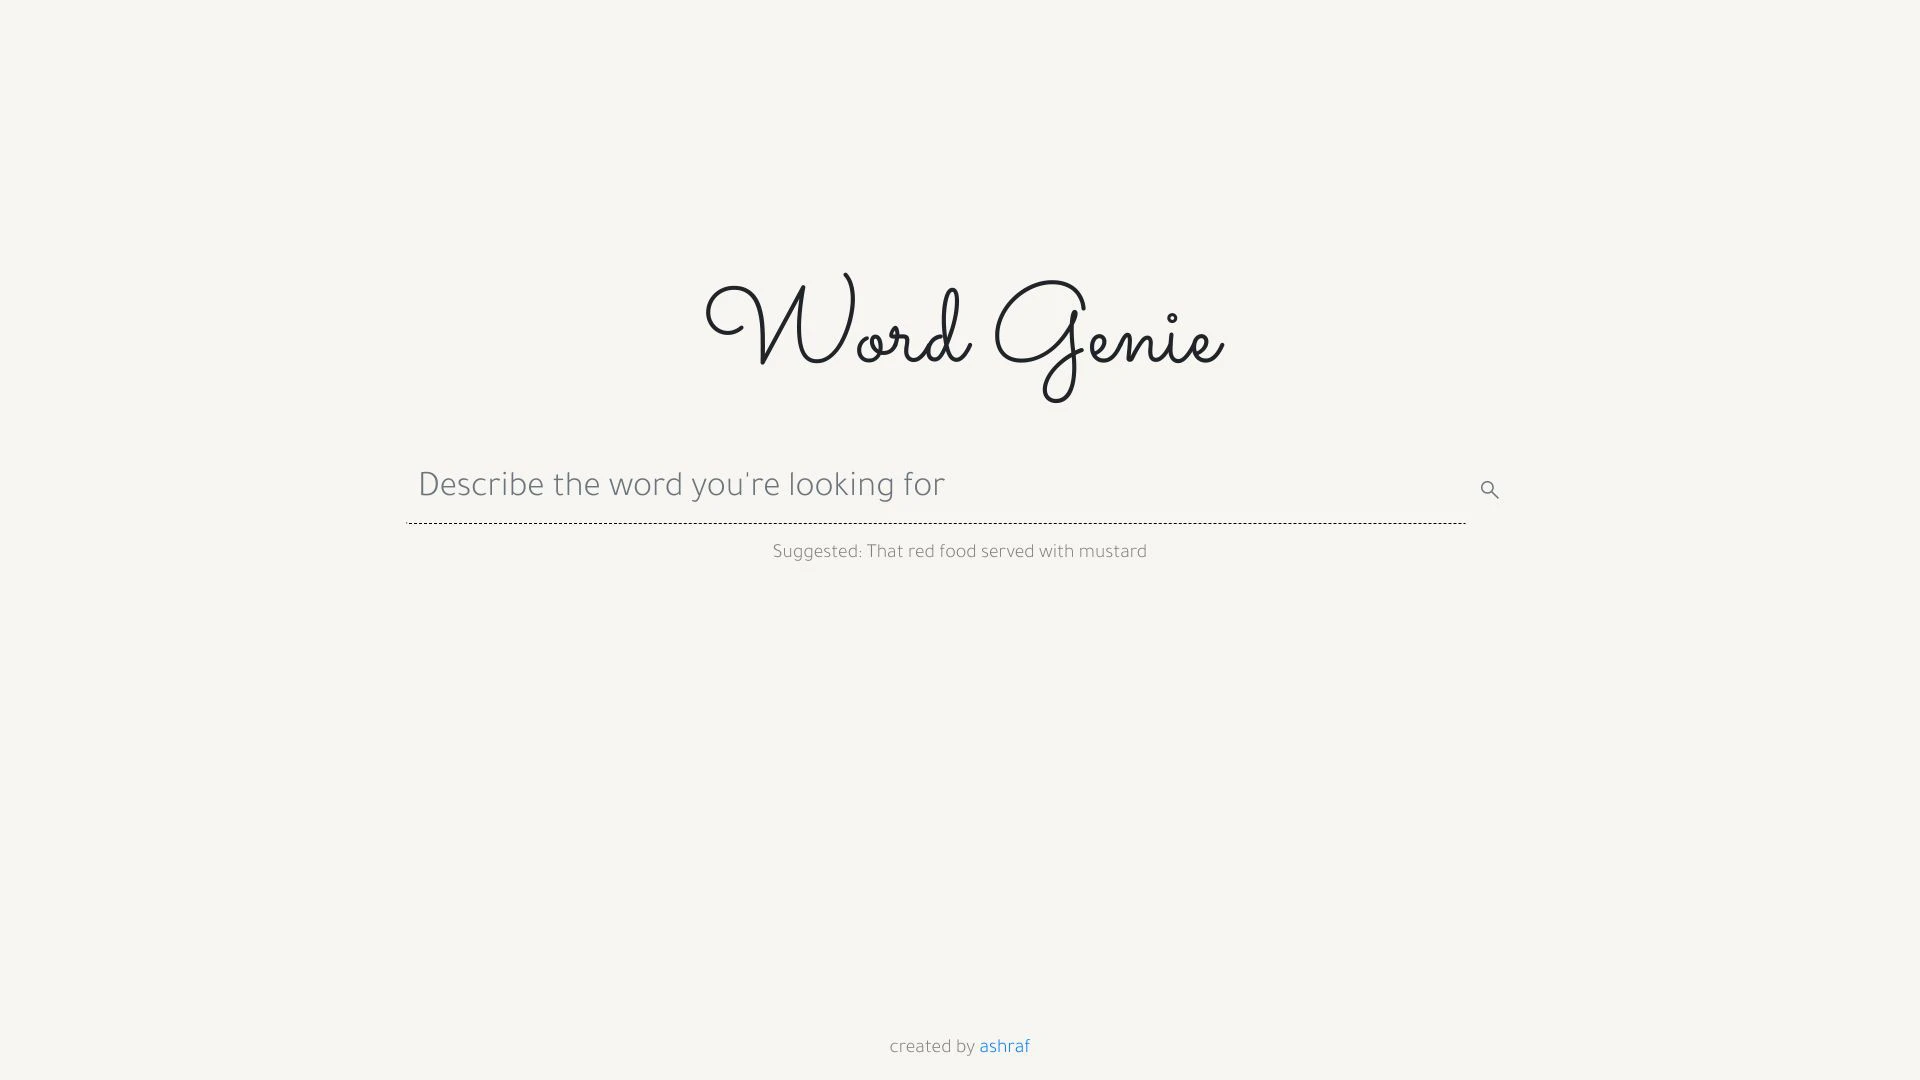 Word Genie
Describe the word you're looking for
Suggested: That red food served with mustard
created by ashraf